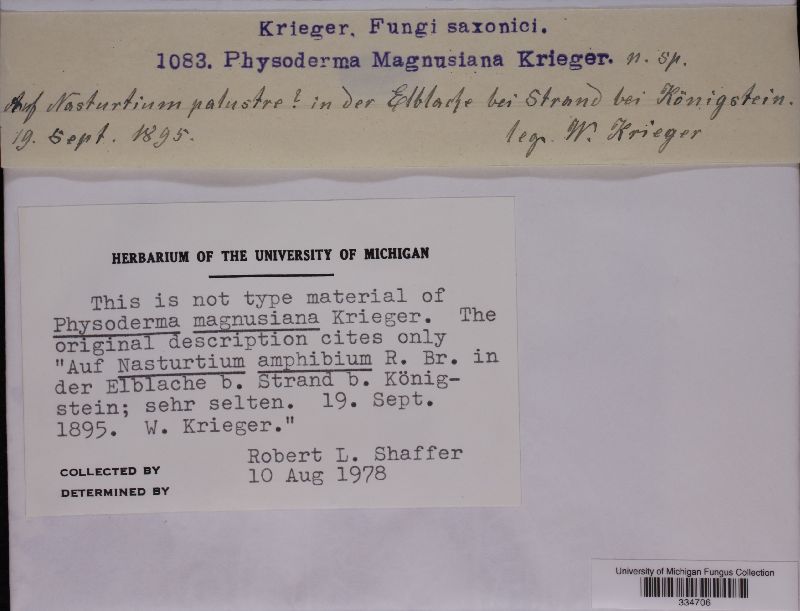 Krieger, Fungi saxonici.
1083. Physoderma Magnusiana Krieger. n. sp.
Auf Nasturtium palustre? in der Elblache bei Strand bei Königstein.
19. Sept. 1895. leg. W. Krieger
HERBARIUM OF THE UNIVERSITY OF MICHIGAN
This is not type material of
Physoderma magnusiana Krieger. The
original description cites only
"Auf Nasturtium amphibium R. Br. in
der Elblache b. Strand b. König-
stein; sehr selten. 19. Sept.
1895. W. Krieger."
Robert L. Shaffer
COLLECTED BY 10 Aug 1978
DETERMINED BY
University of Michigan Fungus Collection
334706